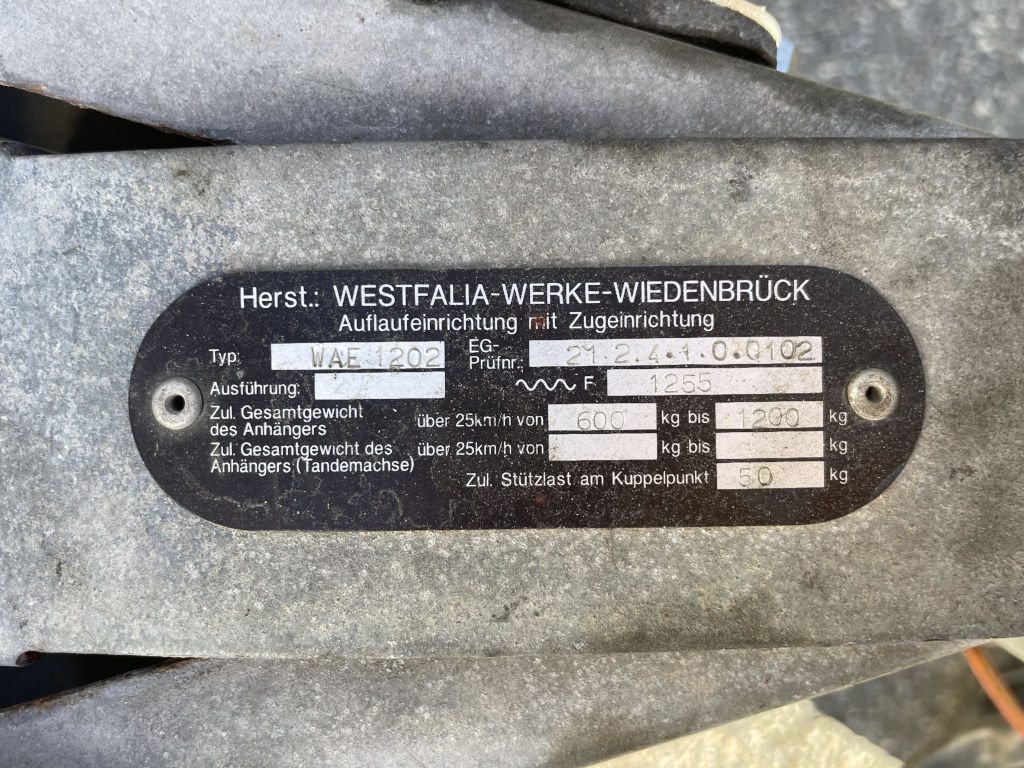 Herst.: WESTFALIA-WERKE-WIEDENBRÜCK
Auflaufeinrichtung mit Zugeinrichtung
Typ: WAE 1202 EG-Prüfnr.: 21.2.4.1.0.0102
Ausführung: F 1255
Zul. Gesamtgewicht des Anhängers über 25km/h von 600 kg bis 1200 kg
Zul. Gesamtgewicht des Anhängers (Tandemachse) über 25km/h von kg bis kg
Zul. Stützlast am Kuppelpunkt 50 kg